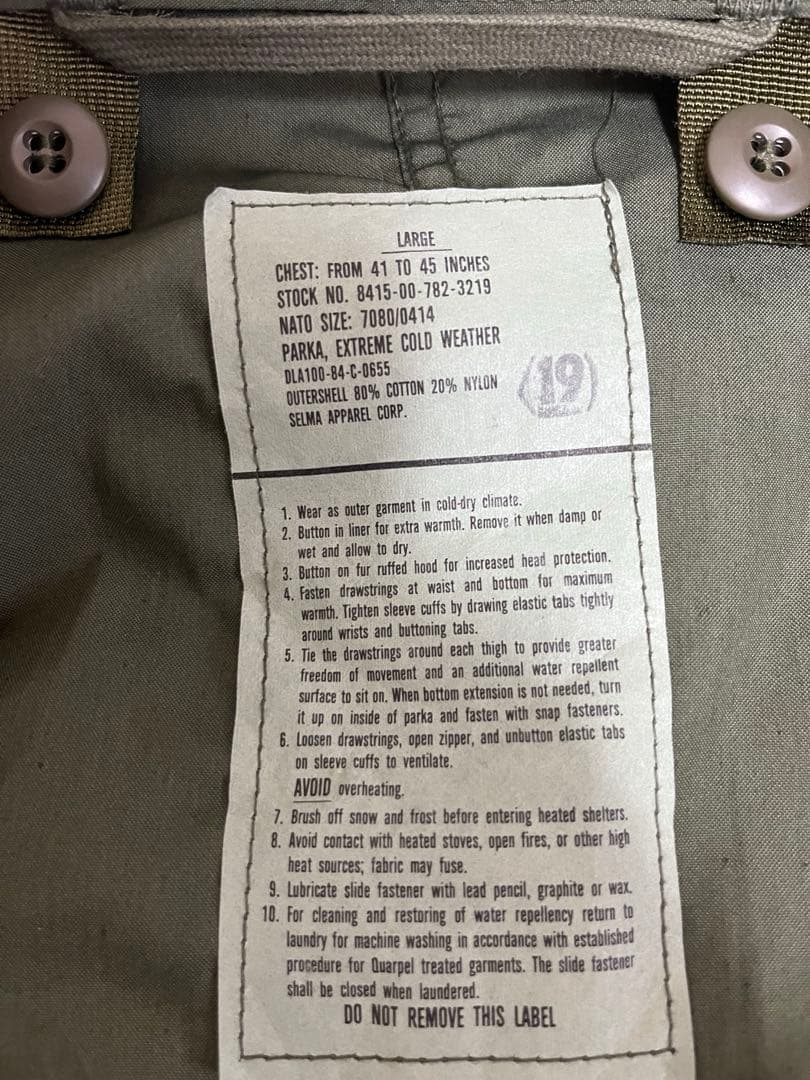 LARGE
CHEST: FROM 41 TO 45 INCHES
STOCK NO. 8415-00-782-3219
NATO SIZE: 7080/0414
PARKA, EXTREME COLD WEATHER
DLA100-84-C-0655
OUTERSHELL 80% COTTON 20% NYLON
SELMA APPAREL CORP.
(19)
1. Wear as outer garment in cold-dry climate.
2. Button in liner for extra warmth. Remove it when damp or
wet and allow to dry.
3. Button on fur ruffed hood for increased head protection.
4. Fasten drawstrings at waist and bottom for maximum
warmth. Tighten sleeve cuffs by drawing elastic tabs tightly
around wrists and buttoning tabs.
5. Tie the drawstrings around each thigh to provide greater
freedom of movement and an additional water repellent
surface to sit on. When bottom extension is not needed, turn
it up on inside of parka and fasten with snap fasteners.
6. Loosen drawstrings, open zipper, and unbutton elastic tabs
on sleeve cuffs to ventilate.
AVOID overheating.
7. Brush off snow and frost before entering heated shelters.
8. Avoid contact with heated stoves, open fires, or other high
heat sources; fabric may fuse.
9. Lubricate slide fastener with lead pencil, graphite or wax.
10. For cleaning and restoring of water repellency return to
laundry for machine washing in accordance with established
procedure for Quarpel treated garments. The slide fastener
shall be closed when laundered.
DO NOT REMOVE THIS LABEL